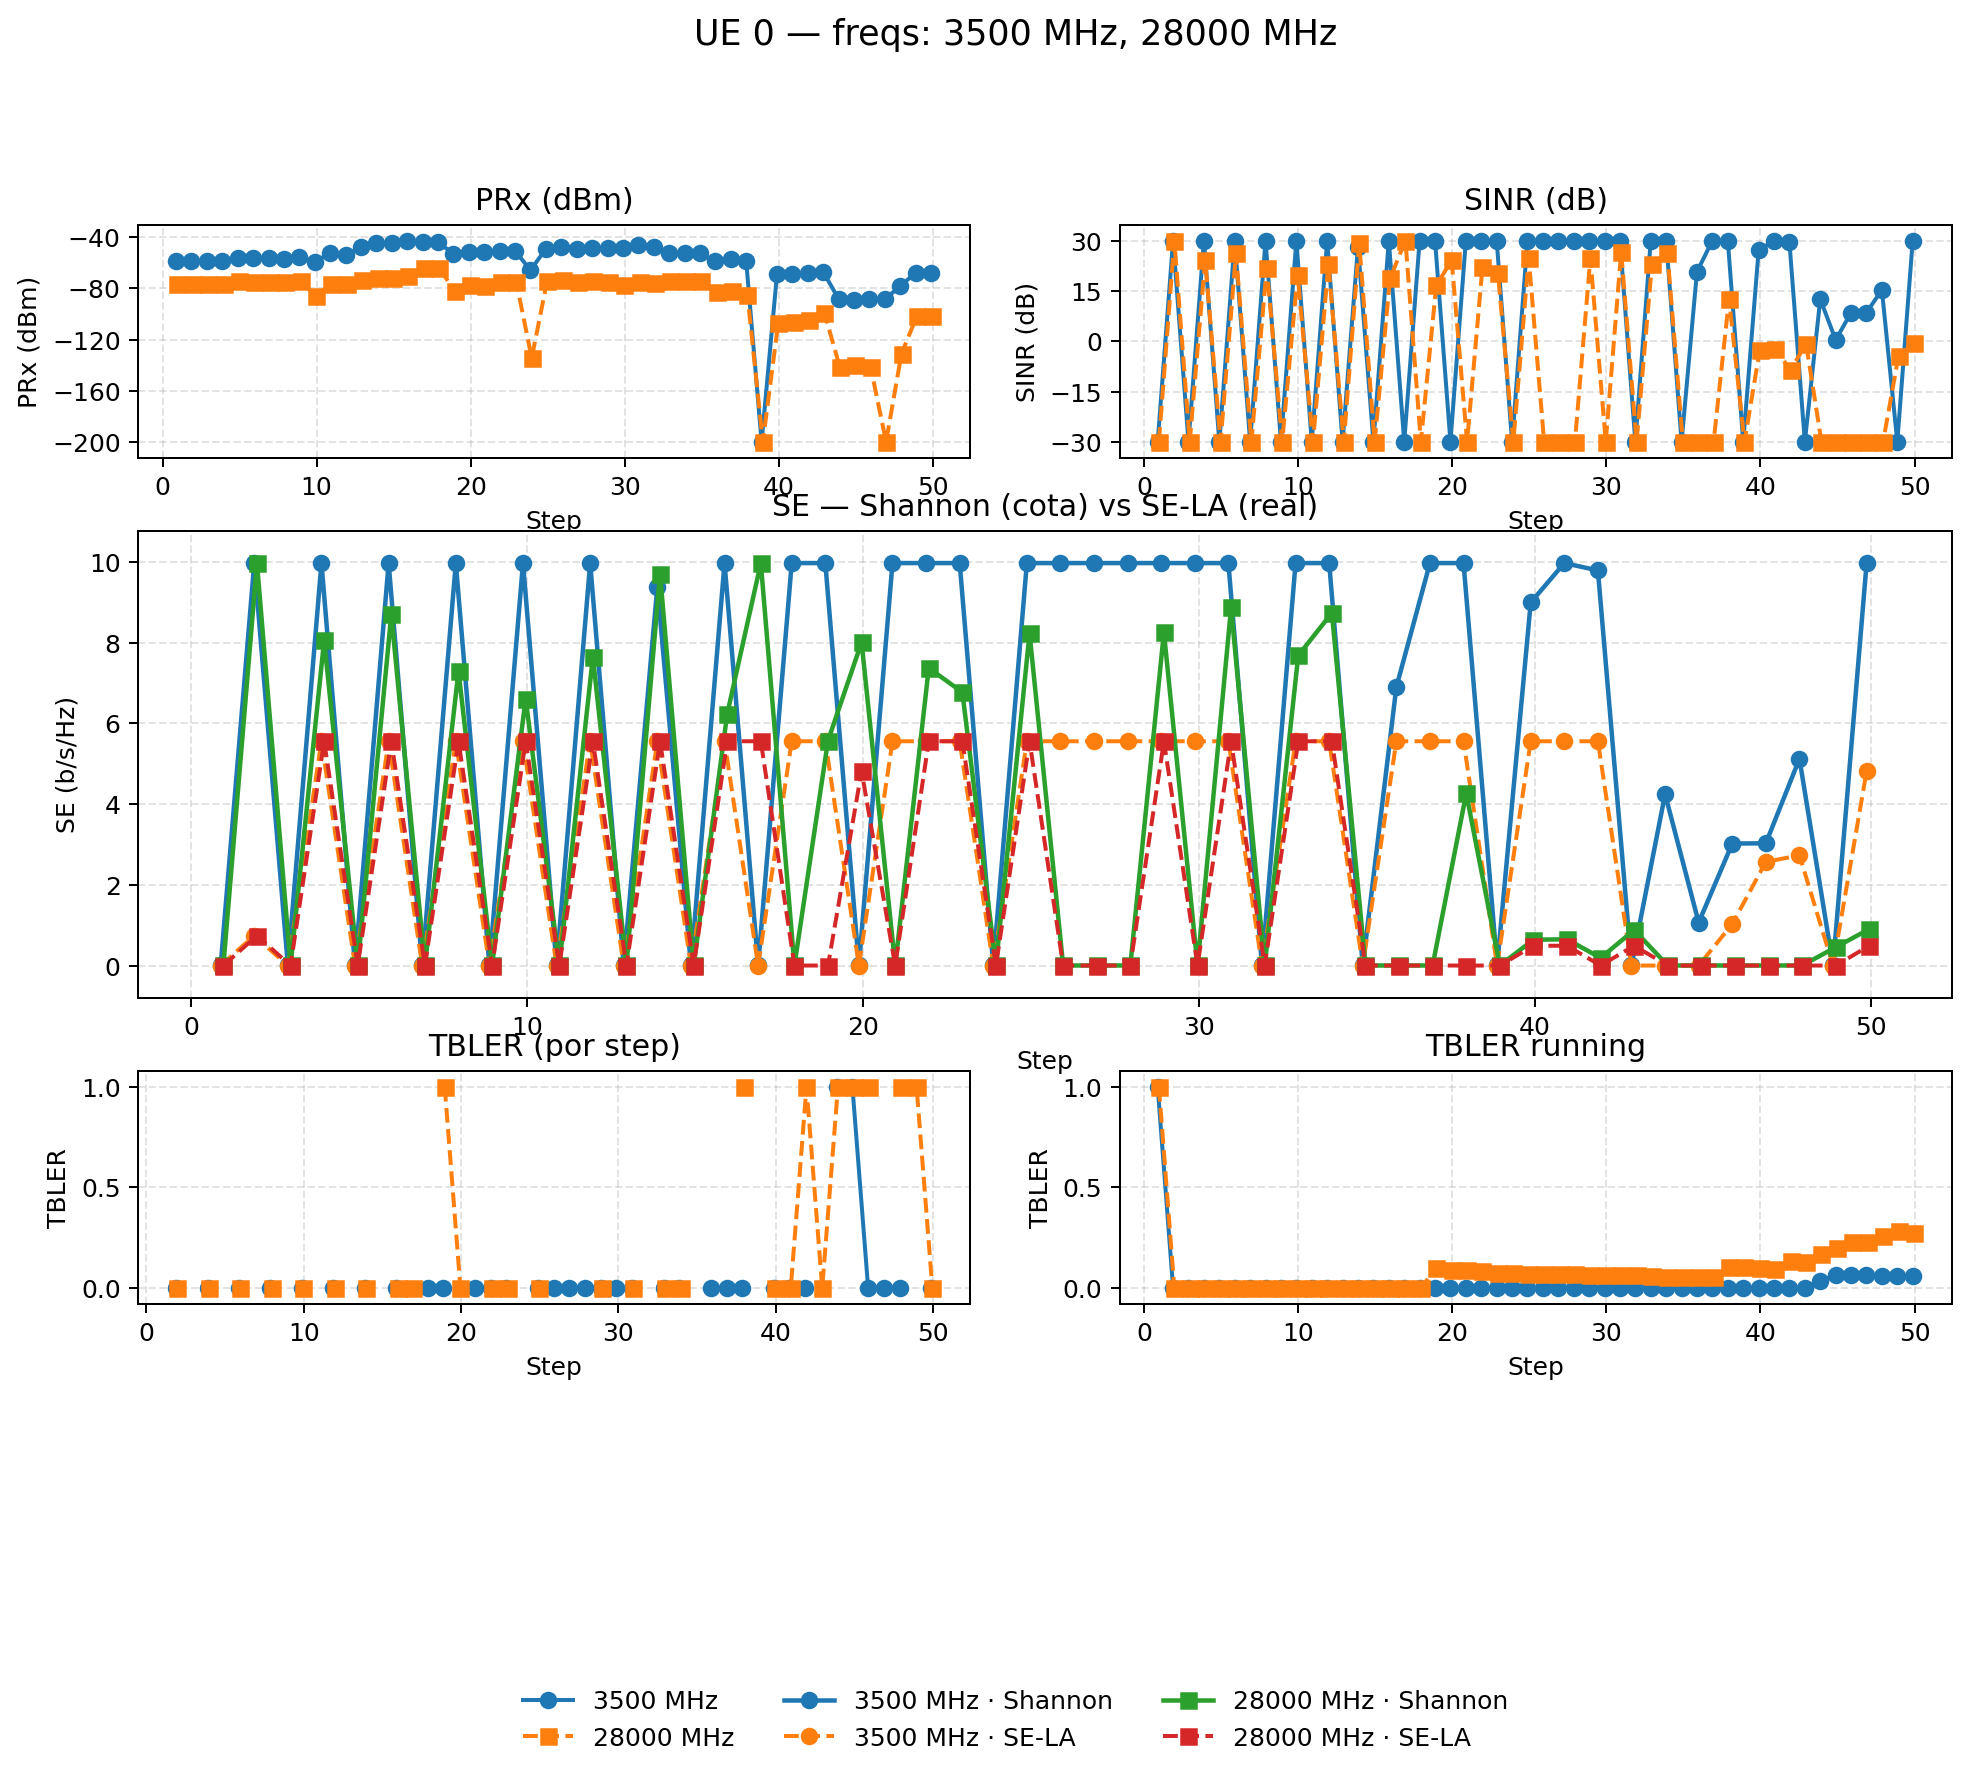 UE 0 — freqs: 3500 MHz, 28000 MHz
PRx (dBm)
PRx (dBm)
−40
−80
−120
−160
−200
0 10 20 30 40 50
Step
SINR (dB)
SINR (dB)
30
15
0
−15
−30
0 10 20 30 40 50
Step
SE — Shannon (cota) vs SE-LA (real)
SE (b/s/Hz)
10
8
6
4
2
0
0 10 20 30 40 50
Step
TBLER (por step)
TBLER
1.0
0.5
0.0
0 10 20 30 40 50
Step
TBLER running
TBLER
1.0
0.5
0.0
0 10 20 30 40 50
Step
3500 MHz
28000 MHz
3500 MHz · Shannon
3500 MHz · SE-LA
28000 MHz · Shannon
28000 MHz · SE-LA